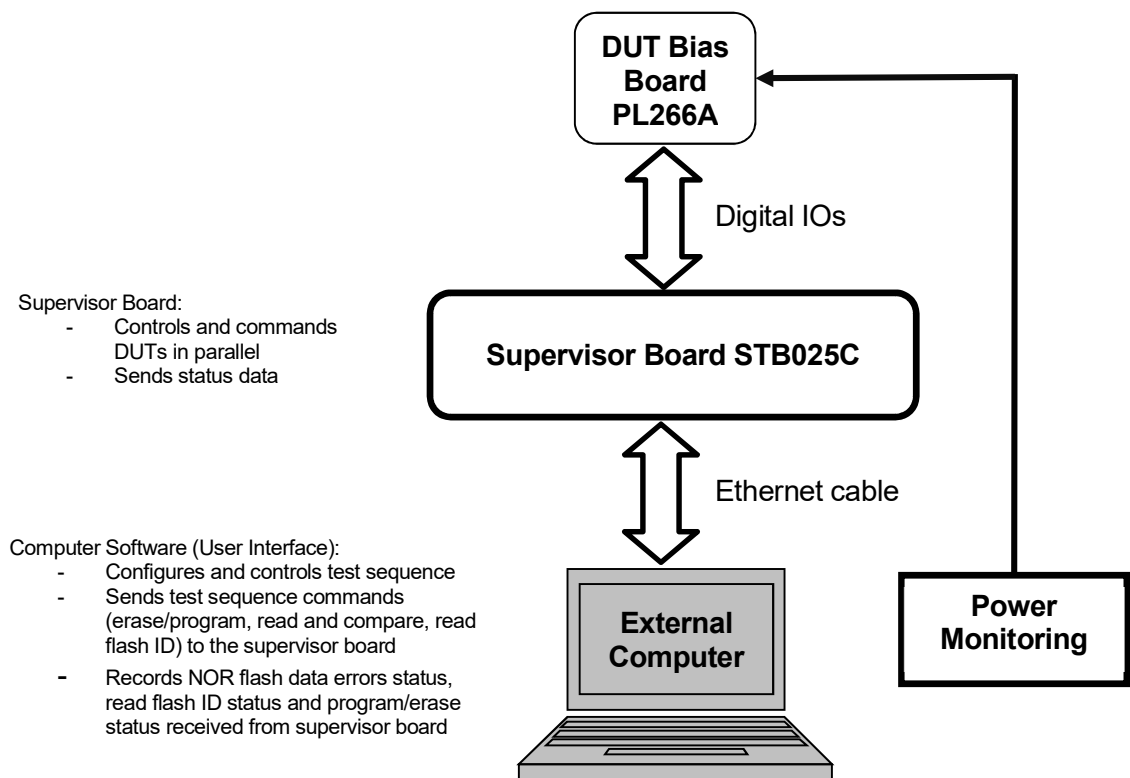 DUT Bias
Board
PL266A
Digital IOs
Supervisor Board:
- Controls and commands
DUTs in parallel
- Sends status data
Supervisor Board STB025C
Ethernet cable
Computer Software (User Interface):
- Configures and controls test sequence
- Sends test sequence commands
(erase/program, read and compare, read
flash ID) to the supervisor board
- Records NOR flash data errors status,
read flash ID status and program/erase
status received from supervisor board
External
Computer
Power
Monitoring